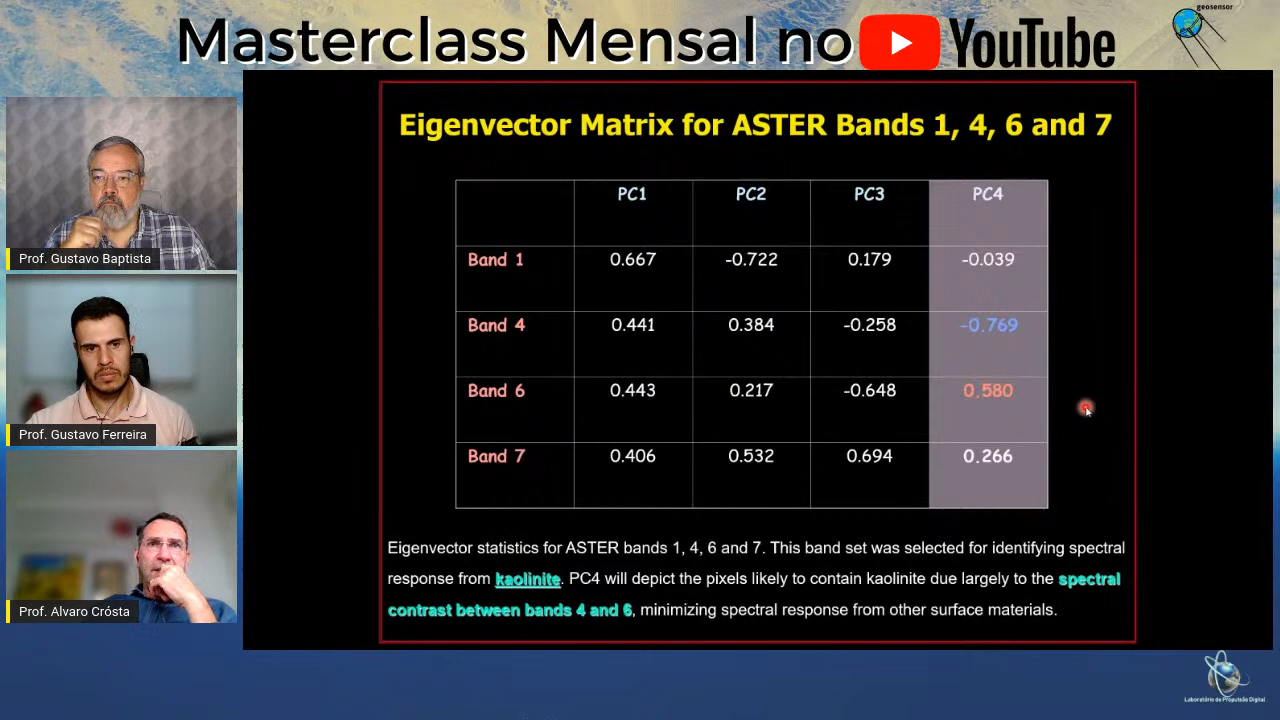 Masterclass Mensal no YouTube
geosensor
Prof. Gustavo Baptista
Prof. Gustavo Ferreira
Prof. Alvaro Crósta
Eigenvector Matrix for ASTER Bands 1, 4, 6 and 7
PC1 PC2 PC3 PC4
Band 1 0.667 -0.722 0.179 -0.039
Band 4 0.441 0.384 -0.258 -0.769
Band 6 0.443 0.217 -0.648 0.580
Band 7 0.406 0.532 0.694 0.266
Eigenvector statistics for ASTER bands 1, 4, 6 and 7. This band set was selected for identifying spectral
response from kaolinite. PC4 will depict the pixels likely to contain kaolinite due largely to the spectral
contrast between bands 4 and 6, minimizing spectral response from other surface materials.
Laboratório de Propulsão Digital